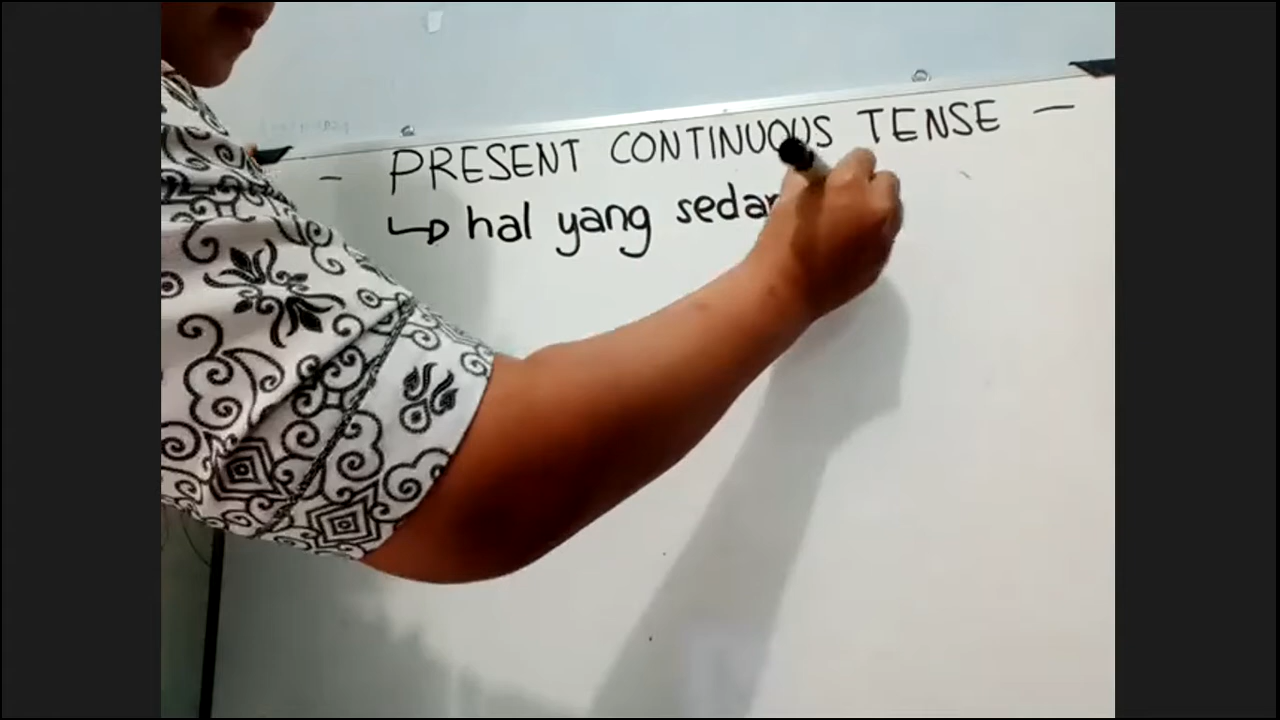 - PRESENT CONTINUOUS TENSE -
↳ hal yang